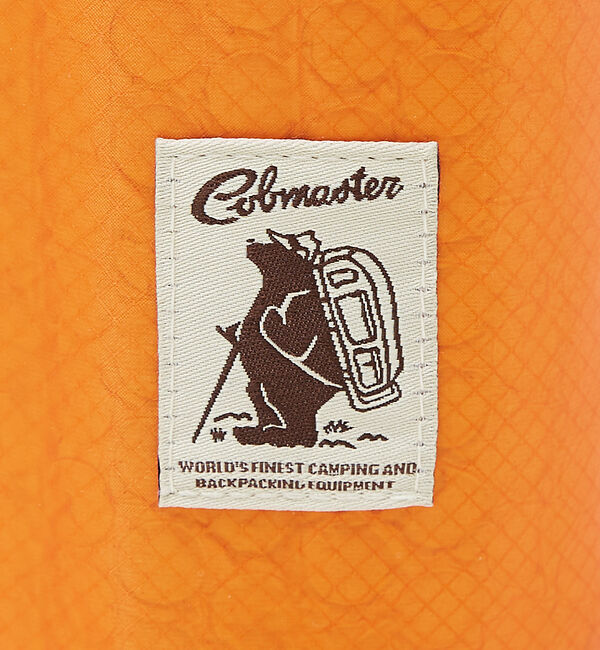 Cobmaster
WORLD'S FINEST CAMPING AND
BACKPACKING EQUIPMENT